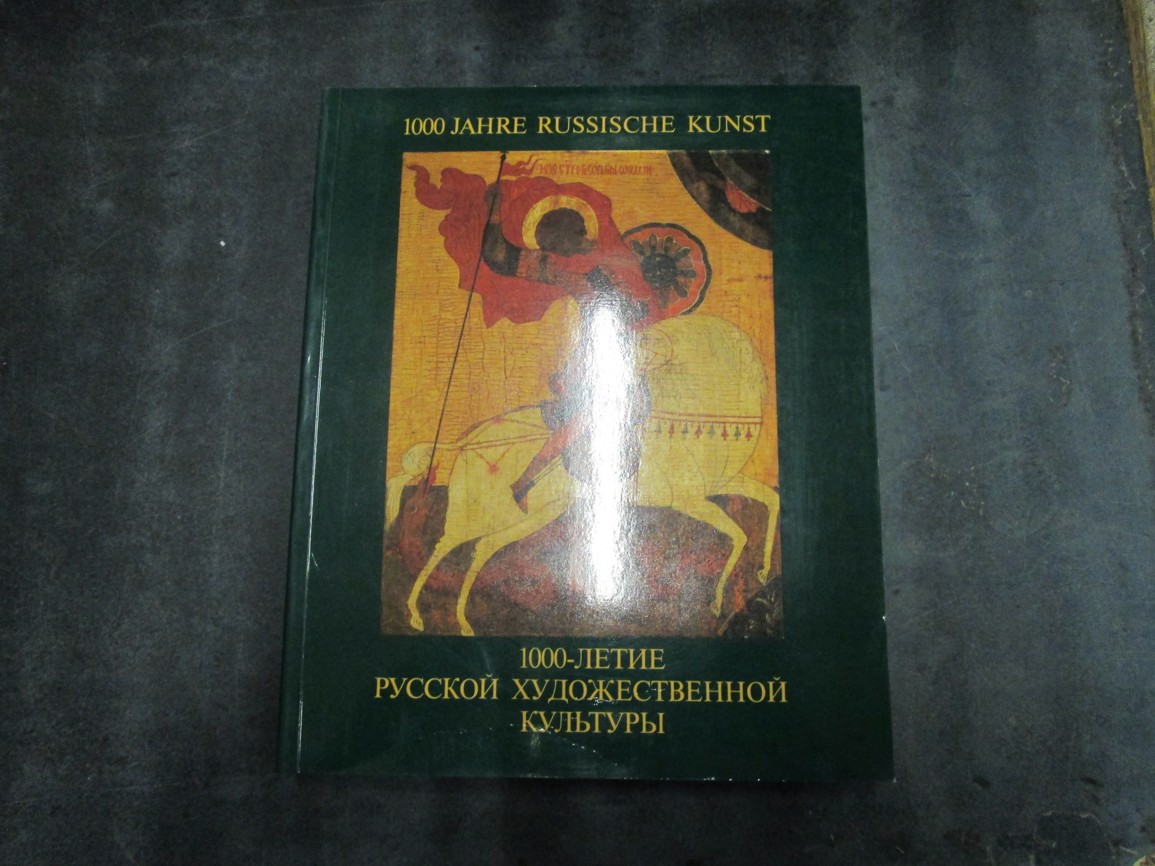 1000 JAHRE RUSSISCHE KUNST
1000-ЛЕТИЕ
РУССКОЙ ХУДОЖЕСТВЕННОЙ
КУЛЬТУРЫ